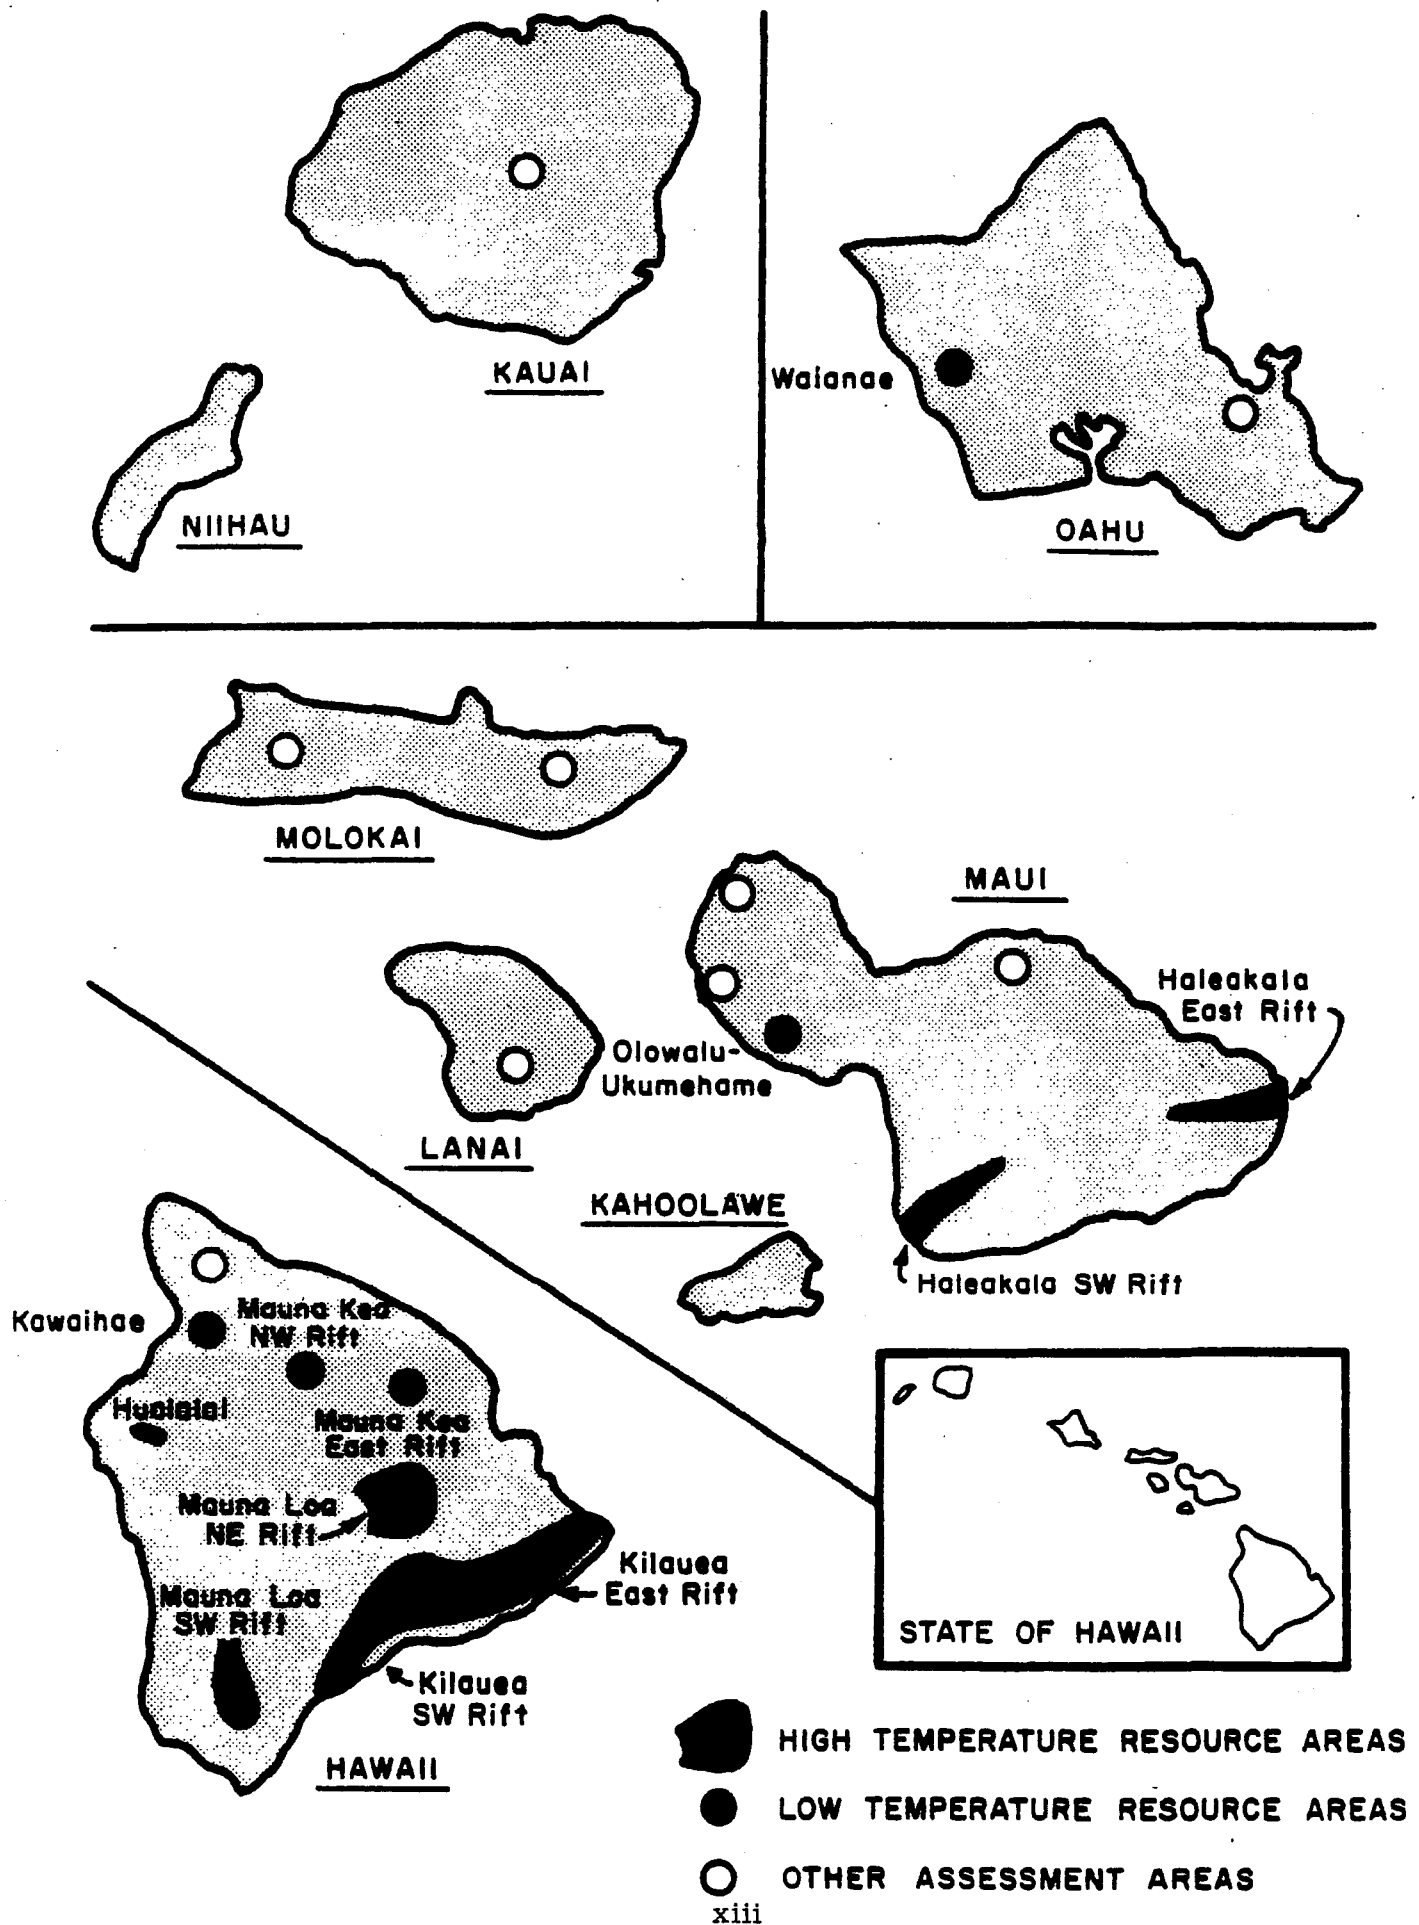 KAUAI
Waianae
NIIHAU
OAHU
MOLOKAI
MAUI
Haleakala
East Rift
Olowalu-
Ukumehame
LANAI
KAHOOLAWE
Haleakala SW Rift
Kawaihae
Mauna Kea
NW Rift
Hualalai
Mauna Kea
East Rift
Mauna Loa
NE Rift
Kilauea
East Rift
Mauna Loa
SW Rift
Kilauea
SW Rift
HAWAII
STATE OF HAWAII
HIGH TEMPERATURE RESOURCE AREAS
LOW TEMPERATURE RESOURCE AREAS
OTHER ASSESSMENT AREAS
xiii